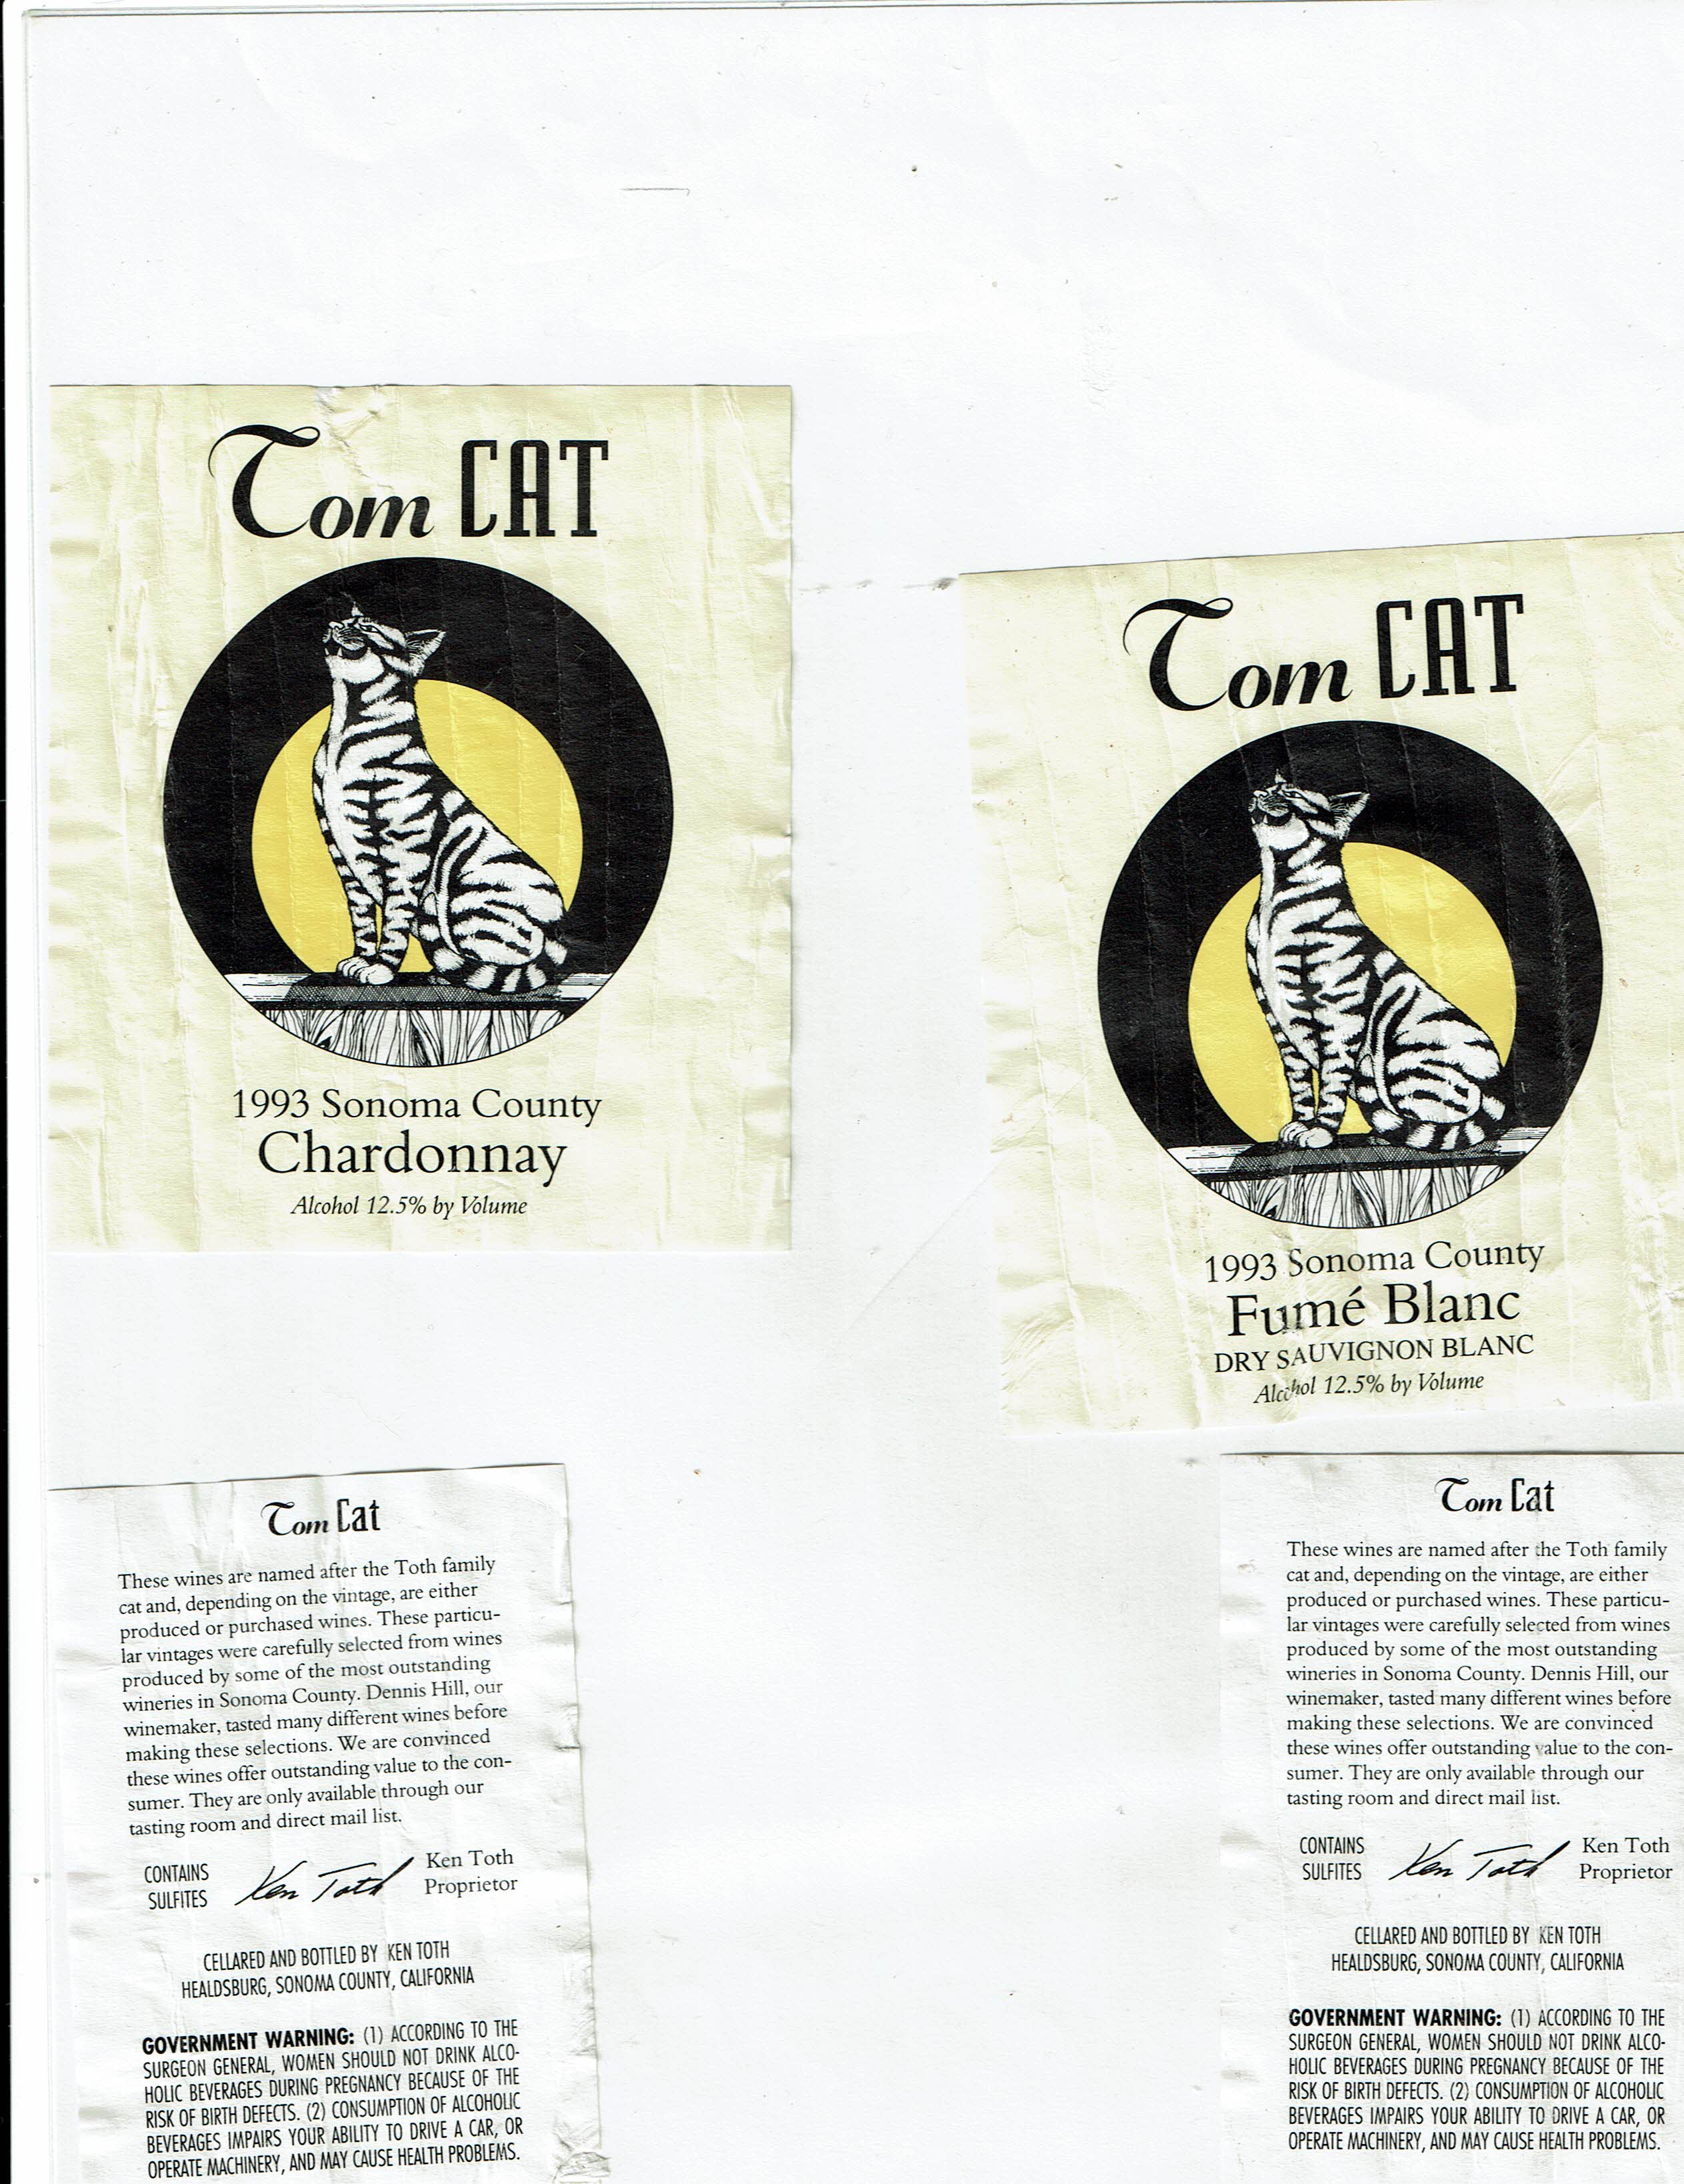 Tom CAT
1993 Sonoma County
Chardonnay
Alcohol 12.5% by Volume
Tom CAT
1993 Sonoma County
Fumé Blanc
DRY SAUVIGNON BLANC
Alcohol 12.5% by Volume
Tom Cat
These wines are named after the Toth family
cat and, depending on the vintage, are either
produced or purchased wines. These particu-
lar vintages were carefully selected from wines
produced by some of the most outstanding
wineries in Sonoma County. Dennis Hill, our
winemaker, tasted many different wines before
making these selections. We are convinced
these wines offer outstanding value to the con-
sumer. They are only available through our
tasting room and direct mail list.
CONTAINS
SULFITES
Ken Toth
Ken Toth
Proprietor
CELLARED AND BOTTLED BY KEN TOTH
HEALDSBURG, SONOMA COUNTY, CALIFORNIA
GOVERNMENT WARNING: (1) ACCORDING TO THE
SURGEON GENERAL, WOMEN SHOULD NOT DRINK ALCO-
HOLIC BEVERAGES DURING PREGNANCY BECAUSE OF THE
RISK OF BIRTH DEFECTS. (2) CONSUMPTION OF ALCOHOLIC
BEVERAGES IMPAIRS YOUR ABILITY TO DRIVE A CAR, OR
OPERATE MACHINERY, AND MAY CAUSE HEALTH PROBLEMS.
Tom Cat
These wines are named after the Toth family
cat and, depending on the vintage, are either
produced or purchased wines. These particu-
lar vintages were carefully selected from wines
produced by some of the most outstanding
wineries in Sonoma County. Dennis Hill, our
winemaker, tasted many different wines before
making these selections. We are convinced
these wines offer outstanding value to the con-
sumer. They are only available through our
tasting room and direct mail list.
CONTAINS
SULFITES
Ken Toth
Ken Toth
Proprietor
CELLARED AND BOTTLED BY KEN TOTH
HEALDSBURG, SONOMA COUNTY, CALIFORNIA
GOVERNMENT WARNING: (1) ACCORDING TO THE
SURGEON GENERAL, WOMEN SHOULD NOT DRINK ALCO-
HOLIC BEVERAGES DURING PREGNANCY BECAUSE OF THE
RISK OF BIRTH DEFECTS. (2) CONSUMPTION OF ALCOHOLIC
BEVERAGES IMPAIRS YOUR ABILITY TO DRIVE A CAR, OR
OPERATE MACHINERY, AND MAY CAUSE HEALTH PROBLEMS.